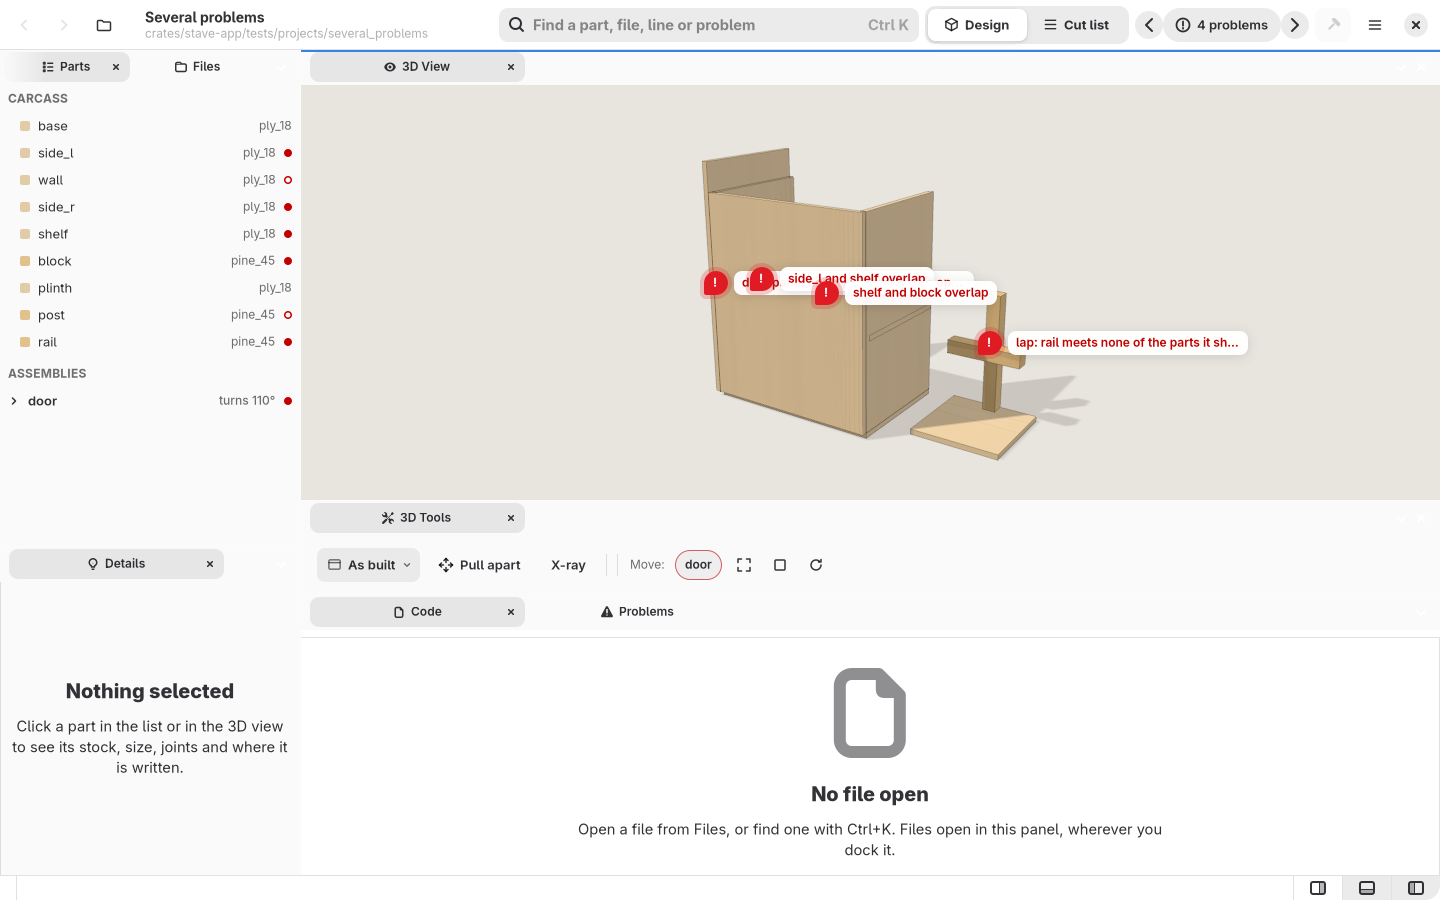 Several problems
crates/stave-app/tests/projects/several_problems
Find a part, file, line or problem
Ctrl K
Design
Cut list
4 problems
Parts
Files
3D View
CARCASS
base
ply_18
side_l
ply_18
wall
ply_18
side_r
ply_18
shelf
ply_18
block
pine_45
plinth
ply_18
post
pine_45
rail
pine_45
ASSEMBLIES
door
turns 110°
side_l and shelf overlap
shelf and block overlap
lap: rail meets none of the parts it sh...
3D Tools
As built
Pull apart
X-ray
Move:
door
Details
Code
Problems
Nothing selected
Click a part in the list or in the 3D view
to see its stock, size, joints and where it
is written.
No file open
Open a file from Files, or find one with Ctrl+K. Files open in this panel, wherever you
dock it.